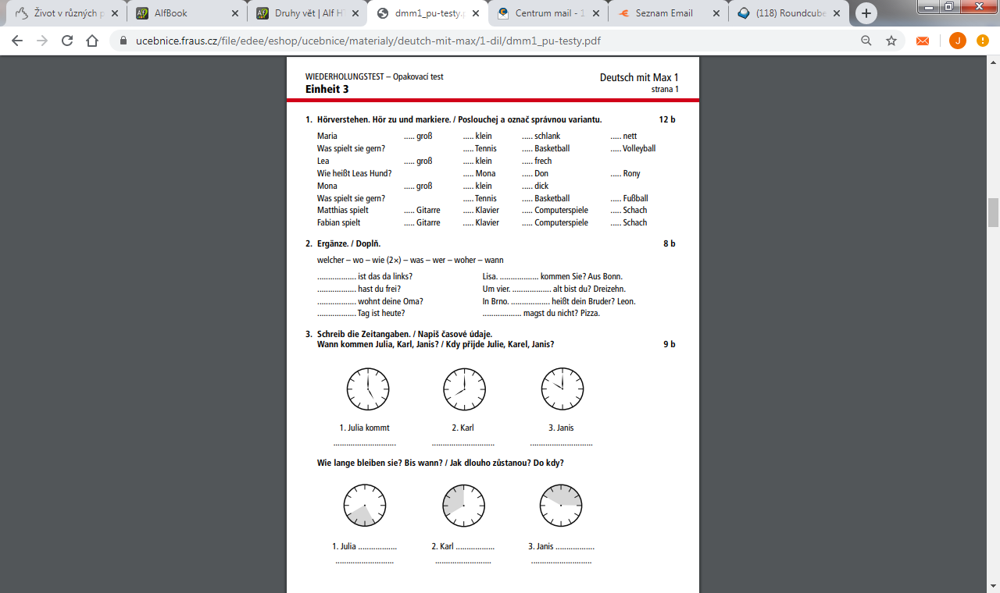 Život v různých p
AlfBook
Druhy vět | Alf H
dmm1_pu-testy.p
Centrum mail - 1
Seznam Email
(118) Roundcube
ucebnice.fraus.cz/file/edee/eshop/ucebnice/materialy/deutch-mit-max/1-dil/dmm1_pu-testy.pdf
J
WIEDERHOLUNGSTEST – Opakovací test
Deutsch mit Max 1
Einheit 3
strana 1
1. Hörverstehen. Hör zu und markiere. / Poslouchej a označ správnou variantu. 12 b
Maria ..... groß ..... klein ..... schlank ..... nett
Was spielt sie gern? ..... Tennis ..... Basketball ..... Volleyball
Lea ..... groß ..... klein ..... frech
Wie heißt Leas Hund? ..... Mona ..... Don ..... Rony
Mona ..... groß ..... klein ..... dick
Was spielt sie gern? ..... Tennis ..... Basketball ..... Fußball
Matthias spielt ..... Gitarre ..... Klavier ..... Computerspiele ..... Schach
Fabian spielt ..... Gitarre ..... Klavier ..... Computerspiele ..... Schach
2. Ergänze. / Doplň. 8 b
welcher – wo – wie (2×) – was – wer – woher – wann
.................. ist das da links? Lisa. .................. kommen Sie? Aus Bonn.
.................. hast du frei? Um vier. .................. alt bist du? Dreizehn.
.................. wohnt deine Oma? In Brno. .................. heißt dein Bruder? Leon.
.................. Tag ist heute? .................. magst du nicht? Pizza.
3. Schreib die Zeitangaben. / Napiš časové údaje.
Wann kommen Julia, Karl, Janis? / Kdy přijde Julie, Karel, Janis? 9 b
1. Julia kommt 2. Karl 3. Janis
............................. ............................. .............................
Wie lange bleiben sie? Bis wann? / Jak dlouho zůstanou? Do kdy?
1. Julia .................. 2. Karl .................. 3. Janis ..................
........................... .......................... ............................